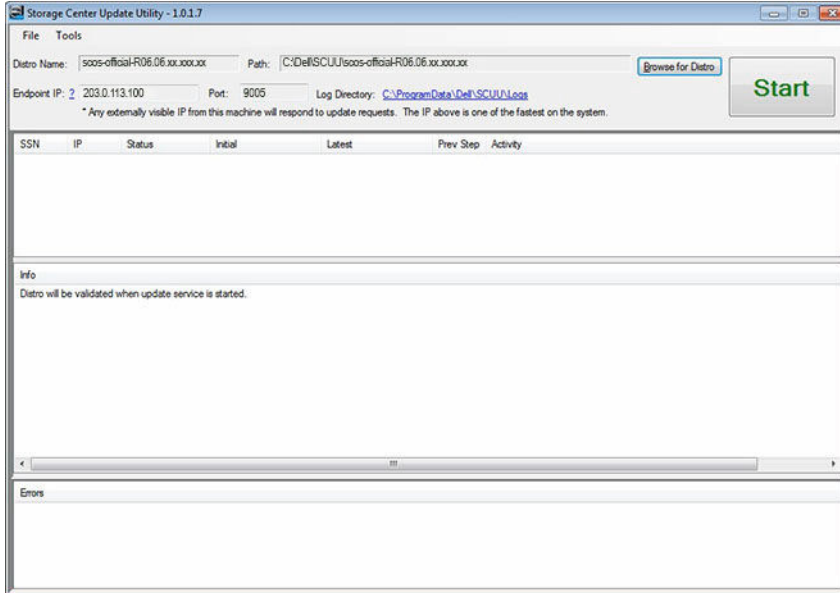 Storage Center Update Utility - 1.0.1.7
File Tools
Distro Name: scos-official-R06.06.xx.xxx.xx Path: C:\Dell\SCUU\scos-official-R06.06.xx.xxx.xx Browse for Distro
Start
Endpoint IP: ? 203.0.113.100 Port: 9005 Log Directory: C:\ProgramData\Dell\SCUU\Logs
* Any externally visible IP from this machine will respond to update requests. The IP above is one of the fastest on the system.
SSN IP Status Initial Latest Prev Step Activity
Info
Distro will be validated when update service is started.
Errors